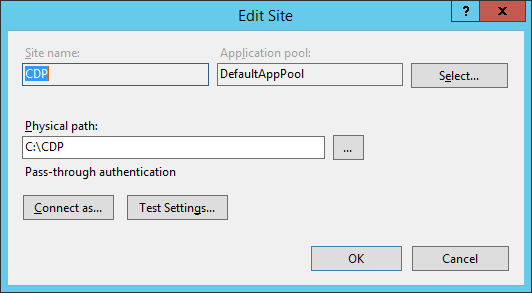 Edit Site
?
Site name:
Application pool:
CDP
DefaultAppPool
Select...
Physical path:
C:\CDP
...
Pass-through authentication
Connect as...
Test Settings...
OK
Cancel